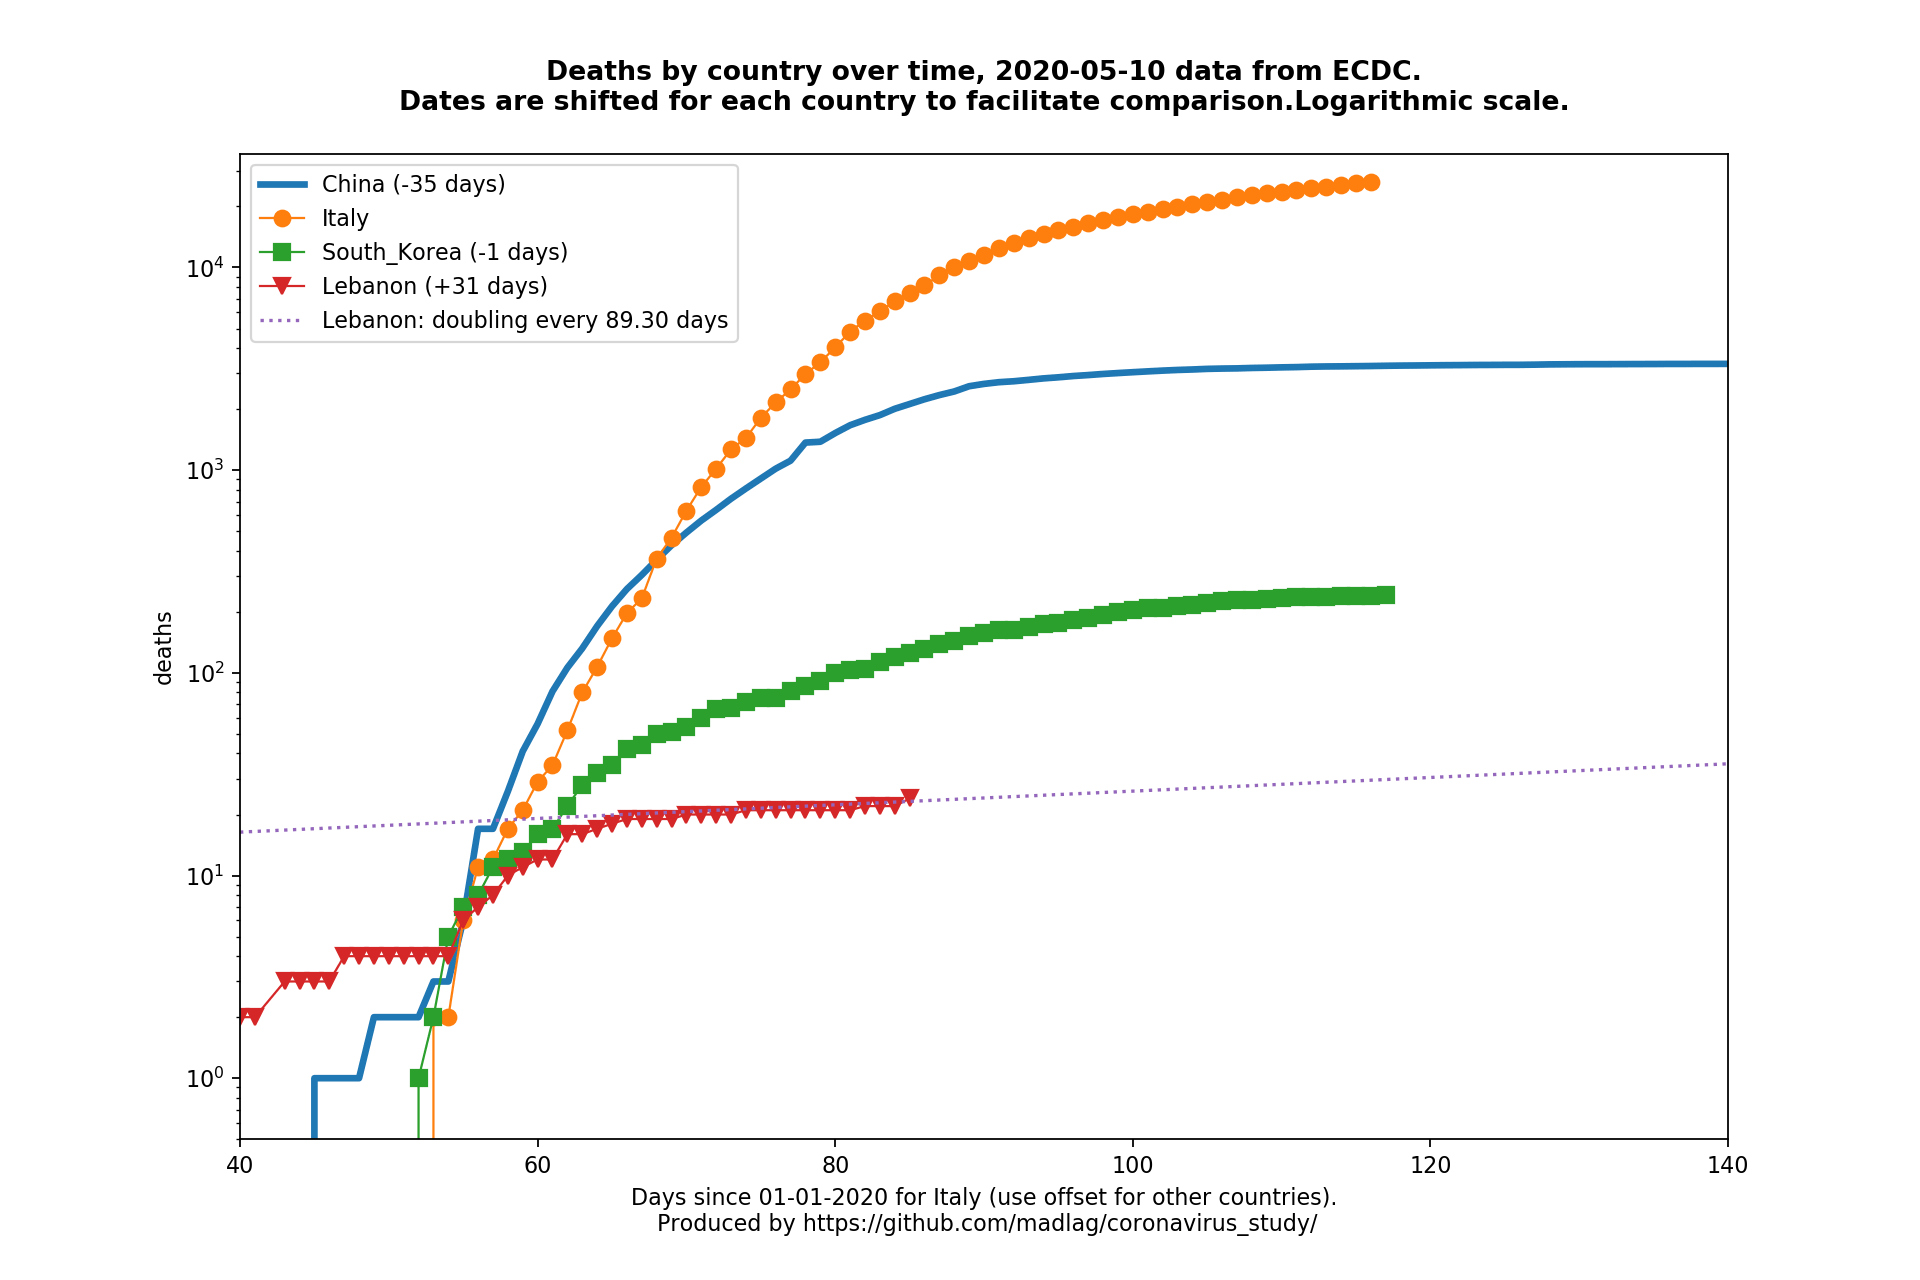 Deaths by country over time, 2020-05-10 data from ECDC.
Dates are shifted for each country to facilitate comparison.Logarithmic scale.
China (-35 days)
Italy
South_Korea (-1 days)
Lebanon (+31 days)
Lebanon: doubling every 89.30 days
deaths
10⁴
10³
10²
10¹
10⁰
40 60 80 100 120 140
Days since 01-01-2020 for Italy (use offset for other countries).
Produced by https://github.com/madlag/coronavirus_study/